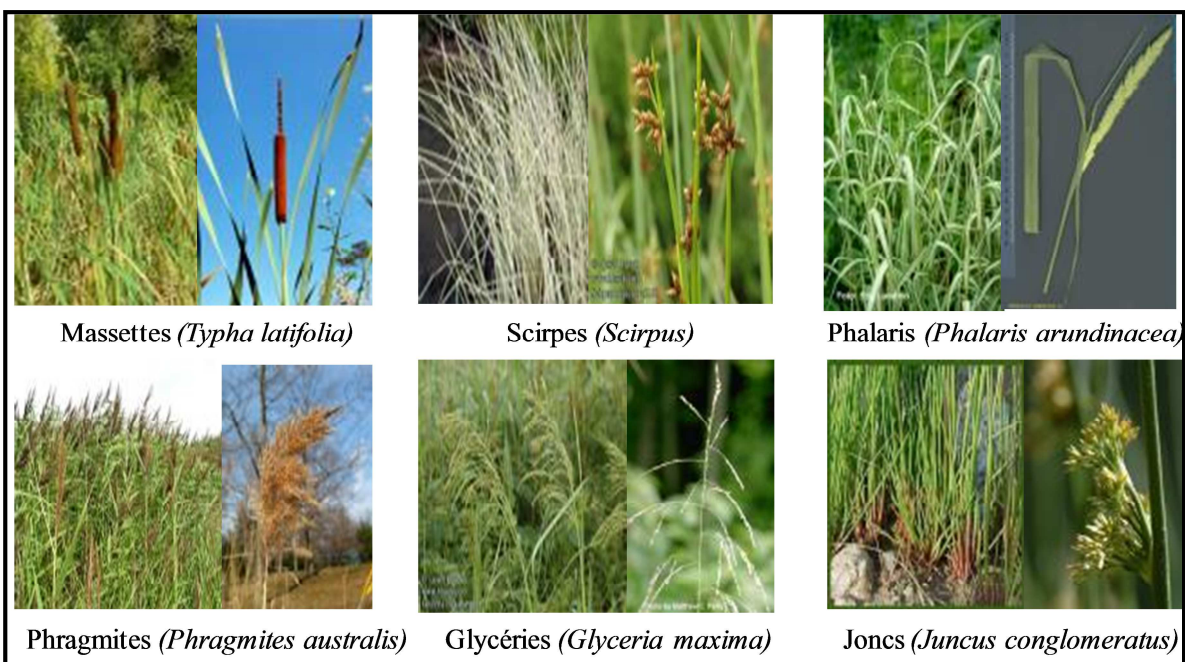 Massettes (Typha latifolia)
Scirpes (Scirpus)
Phalaris (Phalaris arundinacea)
Phragmites (Phragmites australis)
Glycéries (Glyceria maxima)
Joncs (Juncus conglomeratus)